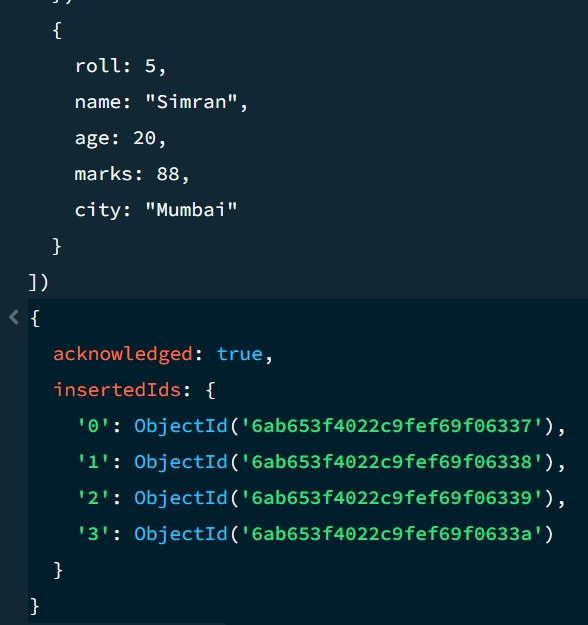 {
roll: 5,
name: "Simran",
age: 20,
marks: 88,
city: "Mumbai"
}
])
{
acknowledged: true,
insertedIds: {
'0': ObjectId('6ab653f4022c9fef69f06337'),
'1': ObjectId('6ab653f4022c9fef69f06338'),
'2': ObjectId('6ab653f4022c9fef69f06339'),
'3': ObjectId('6ab653f4022c9fef69f0633a')
}
}